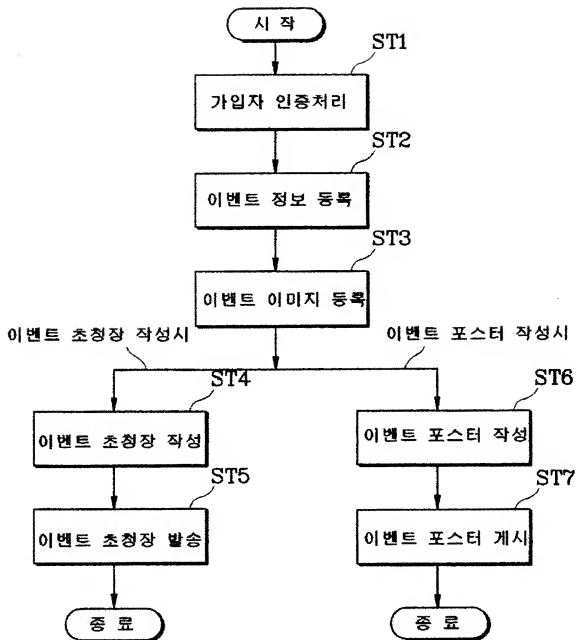 시 작
ST1
가입자 인증처리
ST2
이벤트 정보 등록
ST3
이벤트 이미지 등록
이벤트 초청장 작성시
이벤트 포스터 작성시
ST4
이벤트 초청장 작성
ST5
이벤트 초청장 발송
종 료
ST6
이벤트 포스터 작성
ST7
이벤트 포스터 게시
종 료